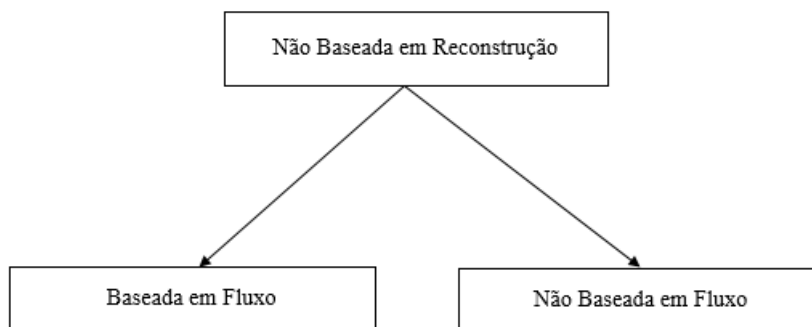 Não Baseada em Reconstrução
Baseada em Fluxo
Não Baseada em Fluxo